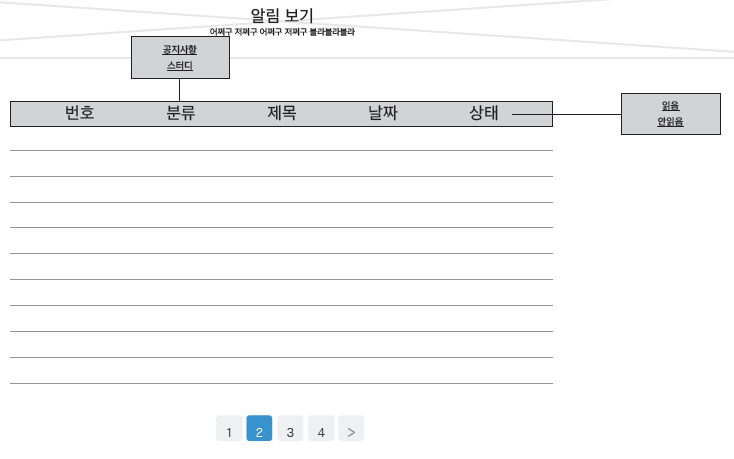 알림 보기
어쩌구 저쩌구 어쩌구 저쩌구 블라블라블라
공지사항
스터디
번호 분류 제목 날짜 상태
읽음
안읽음
1 2 3 4 >